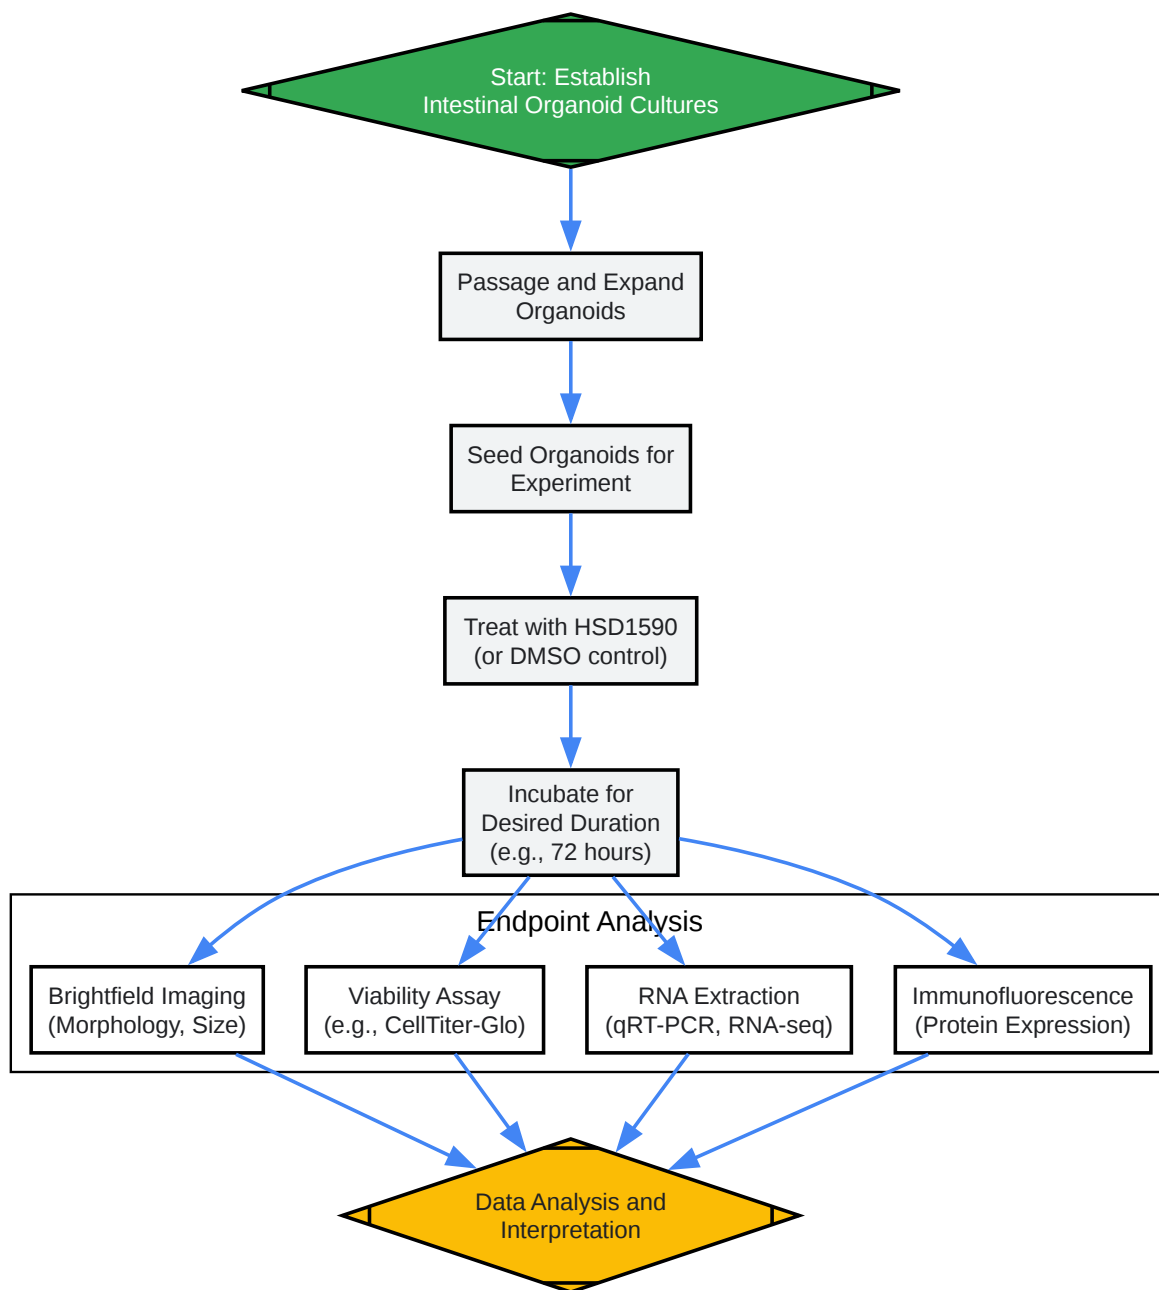 Start: Establish
Intestinal Organoid Cultures
Passage and Expand
Organoids
Seed Organoids for
Experiment
Treat with HSD1590
(or DMSO control)
Incubate for
Desired Duration
(e.g., 72 hours)
Endpoint Analysis
Brightfield Imaging
(Morphology, Size)
Viability Assay
(e.g., CellTiter-Glo)
RNA Extraction
(qRT-PCR, RNA-seq)
Immunofluorescence
(Protein Expression)
Data Analysis and
Interpretation